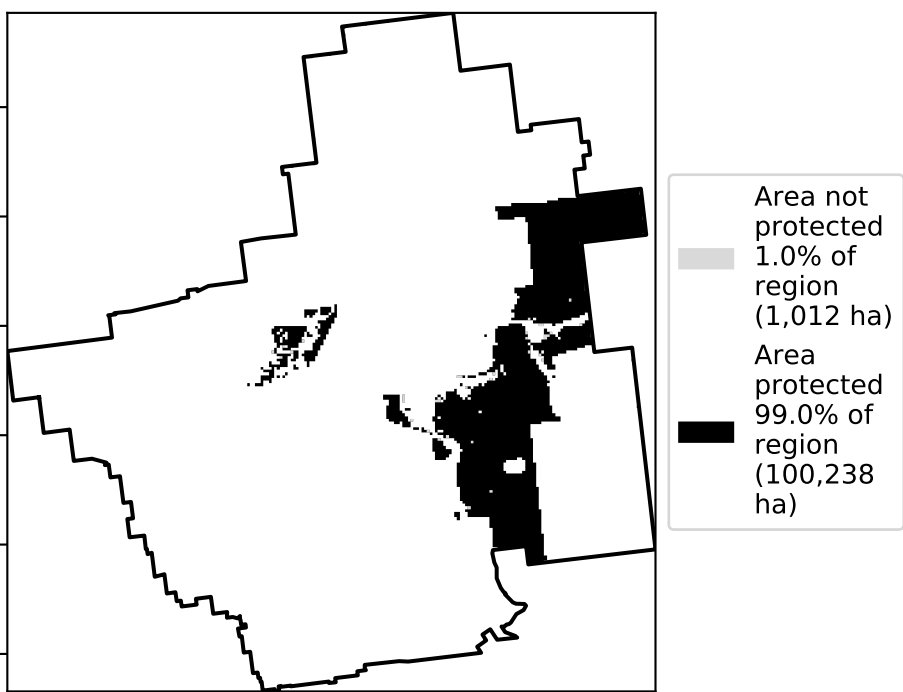 Area not
protected
1.0% of
region
(1,012 ha)
Area
protected
99.0% of
region
(100,238
ha)